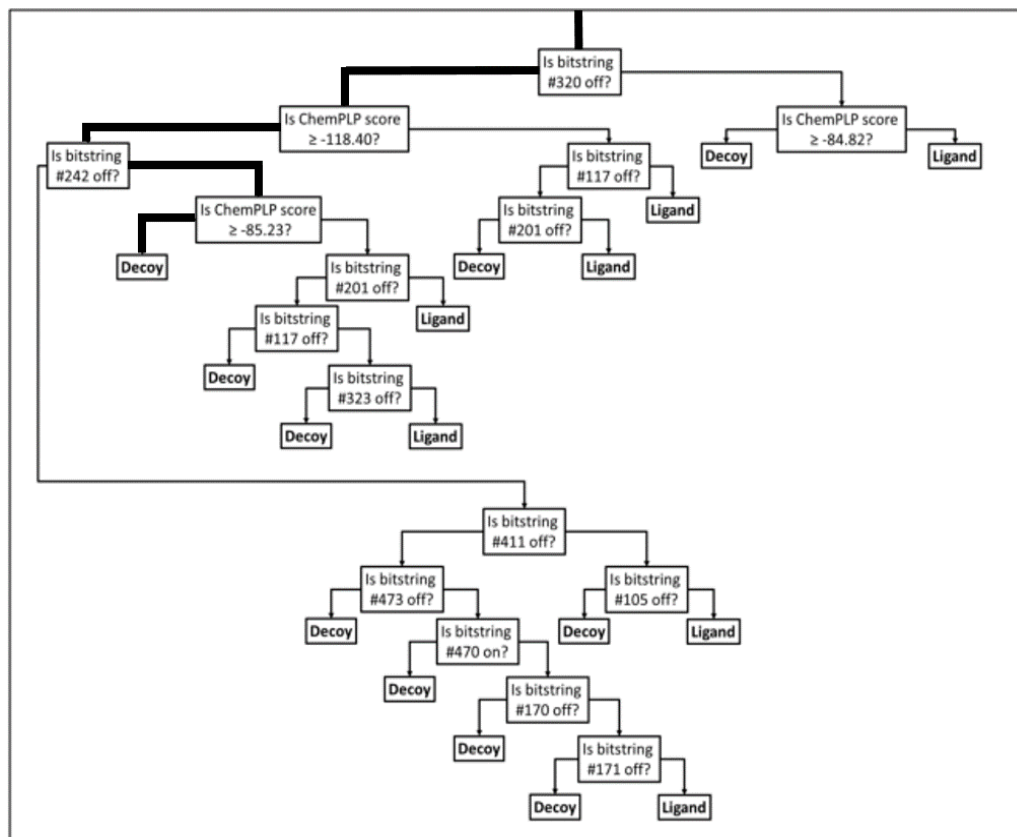 Is bitstring
#320 off?
Is ChemPLP score
≥ -118.40?
Is ChemPLP score
≥ -84.82?
Is bitstring
#242 off?
Is bitstring
#117 off?
Decoy
Ligand
Is ChemPLP score
≥ -85.23?
Is bitstring
#201 off?
Ligand
Decoy
Is bitstring
#201 off?
Decoy
Ligand
Is bitstring
#117 off?
Ligand
Decoy
Is bitstring
#323 off?
Decoy
Ligand
Is bitstring
#411 off?
Is bitstring
#473 off?
Is bitstring
#105 off?
Decoy
Is bitstring
#470 on?
Decoy
Ligand
Decoy
Is bitstring
#170 off?
Decoy
Is bitstring
#171 off?
Decoy
Ligand